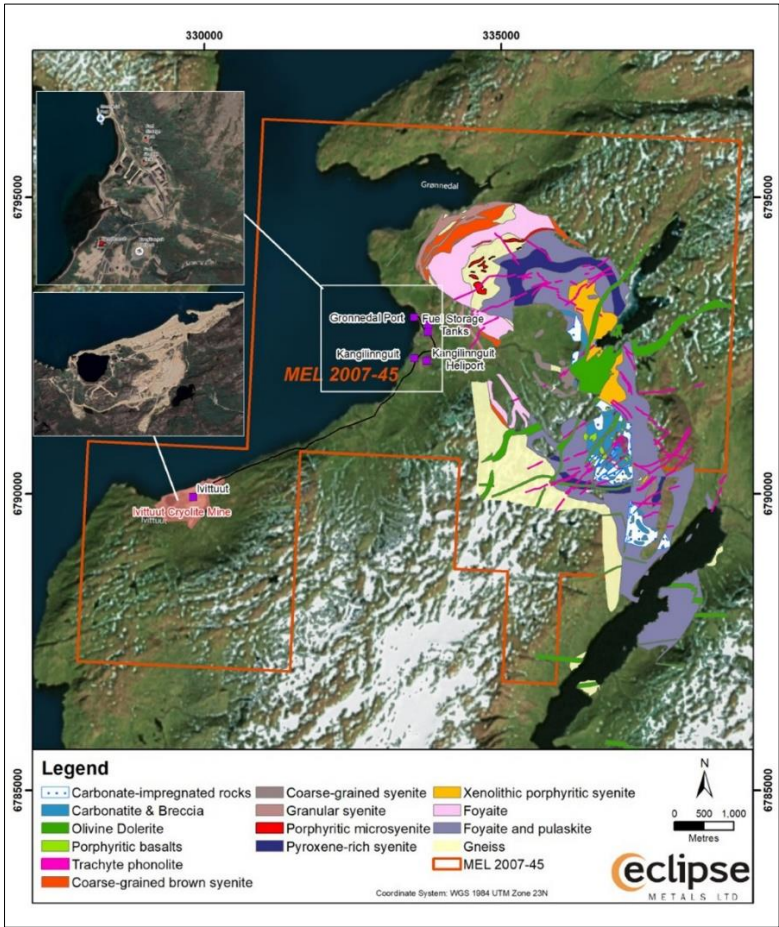 330000
335000
6795000
6795000
Grønnedal
Gronnedal Port
Fuel Storage
Tanks
Kangilinnguit
Kangilinnguit
Heliport
MEL 2007-45
6790000
6790000
Ivittuut
Ivittuut Cryolite Mine
Ivittuut
6785000
6785000
Legend
Carbonate-impregnated rocks
Carbonatite & Breccia
Olivine Dolerite
Porphyritic basalts
Trachyte phonolite
Coarse-grained brown syenite
Coarse-grained syenite
Granular syenite
Porphyritic microsyenite
Pyroxene-rich syenite
Xenolithic porphyritic syenite
Foyaite
Foyaite and pulaskite
Gneiss
MEL 2007-45
N
0 500 1,000
Metres
eclipse
METALS LTD
Coordinate System: WGS 1984 UTM Zone 23N